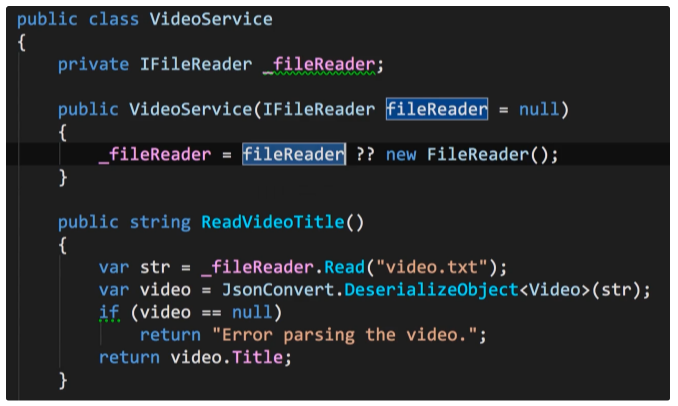 public class VideoService
{
private IFileReader _fileReader;
public VideoService(IFileReader fileReader = null)
{
_fileReader = fileReader ?? new FileReader();
}
public string ReadVideoTitle()
{
var str = _fileReader.Read("video.txt");
var video = JsonConvert.DeserializeObject<Video>(str);
if (video == null)
return "Error parsing the video.";
return video.Title;
}